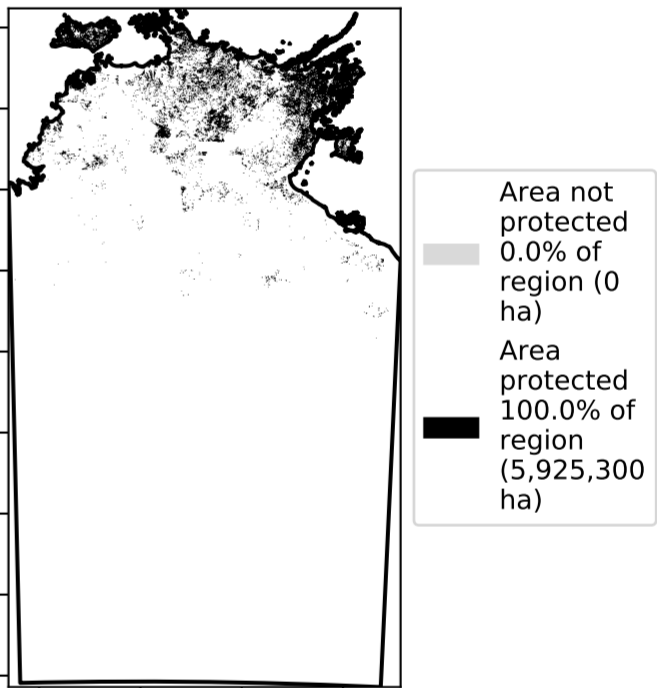 Area not
protected
0.0% of
region (0
ha)
Area
protected
100.0% of
region
(5,925,300
ha)